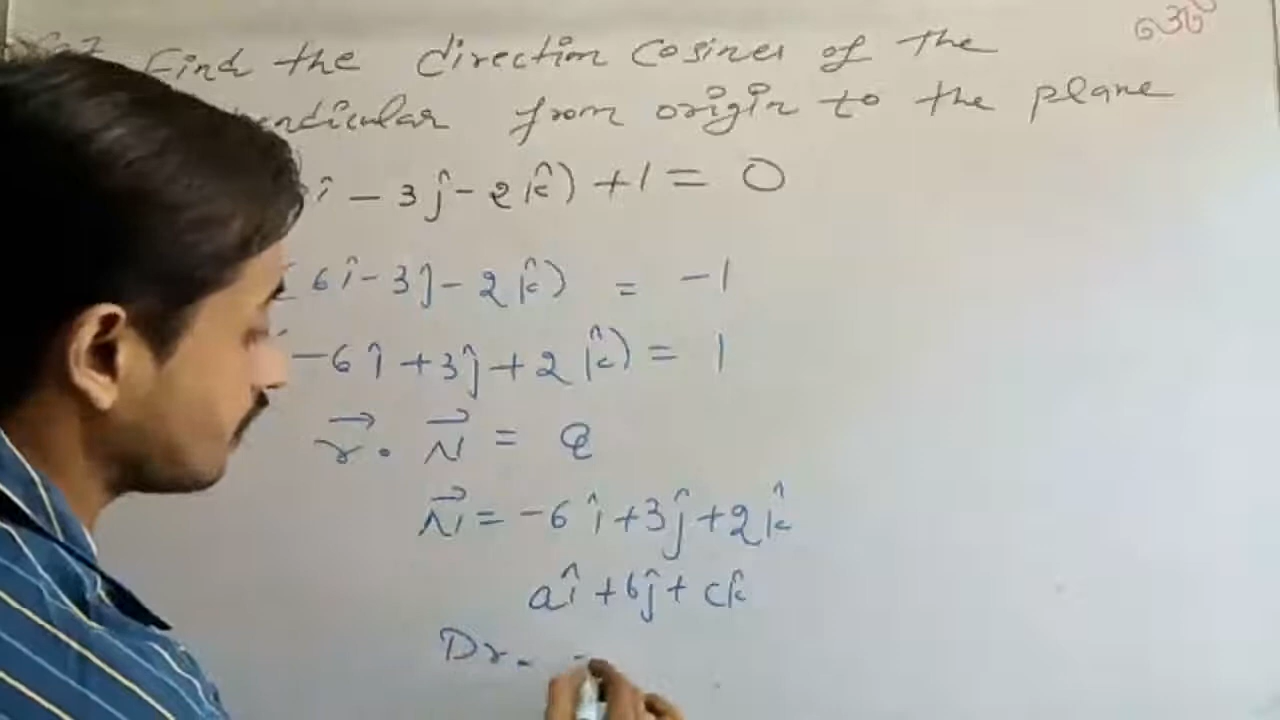 Find the direction cosines of the
from origin to the plane
î - 3ĵ - 2k̂) + 1 = 0
6î - 3ĵ - 2k̂) = -1
-6î + 3ĵ + 2k̂) = 1
r⃗ . N⃗ =
N⃗ = -6î + 3ĵ + 2k̂
aî + bĵ + ck̂
Dr.